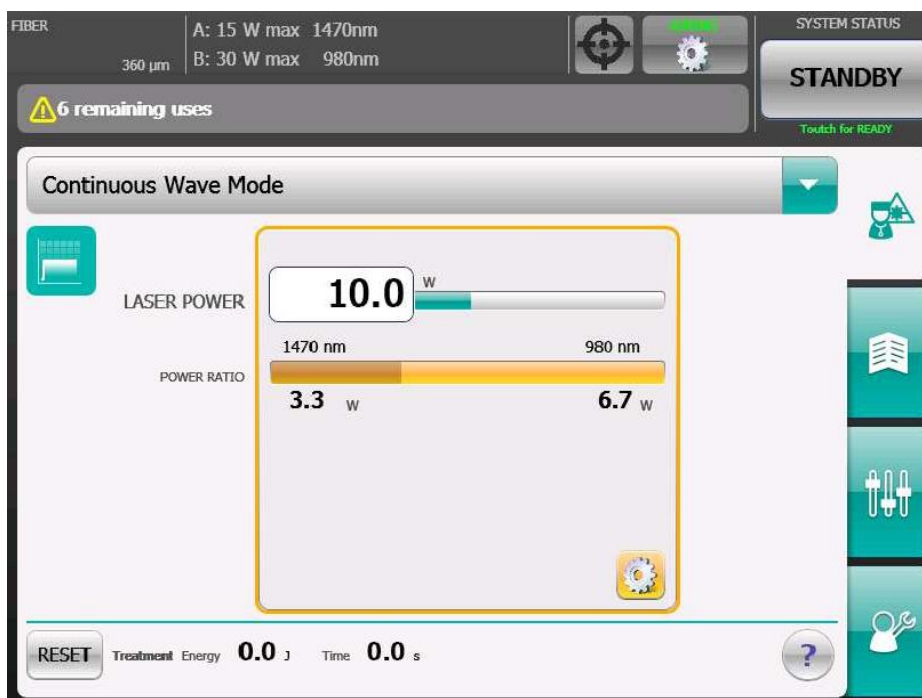 FIBER
360 µm
A: 15 W max 1470nm
B: 30 W max 980nm
SYSTEM STATUS
STANDBY
Toutch for READY
6 remaining uses
Continuous Wave Mode
LASER POWER
10.0 W
1470 nm 980 nm
POWER RATIO
3.3 W 6.7 W
RESET Treatment Energy 0.0 J Time 0.0 s ?